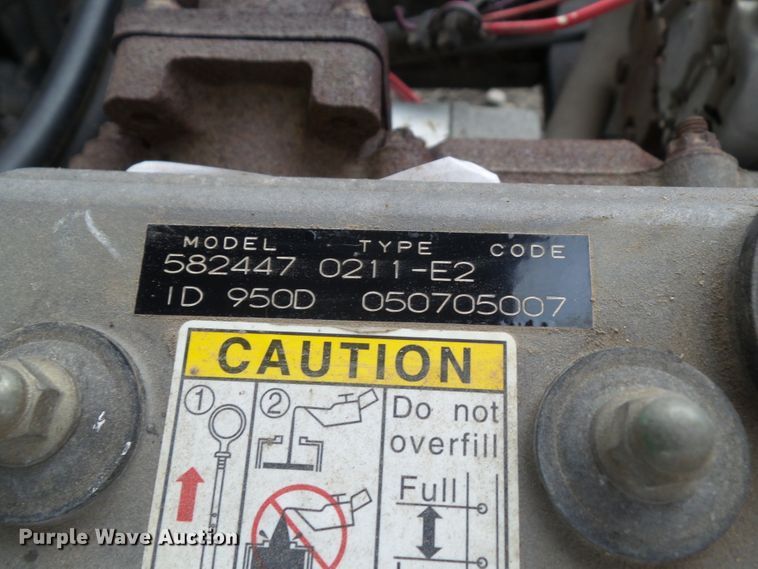 MODEL TYPE CODE
582447 0211-E2
ID 950D 050705007
CAUTION
1 2 Do not
overfill
Full
Purple Wave Auction